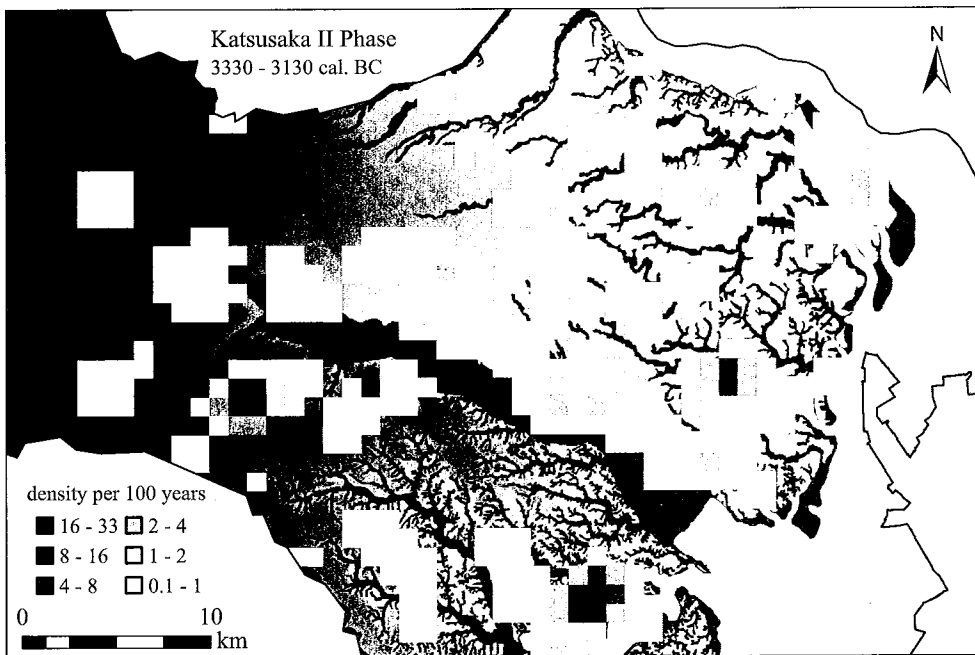 Katsusaka II Phase
3330 - 3130 cal. BC
N
density per 100 years
16 - 33 2 - 4
8 - 16 1 - 2
4 - 8 0.1 - 1
0 10
km